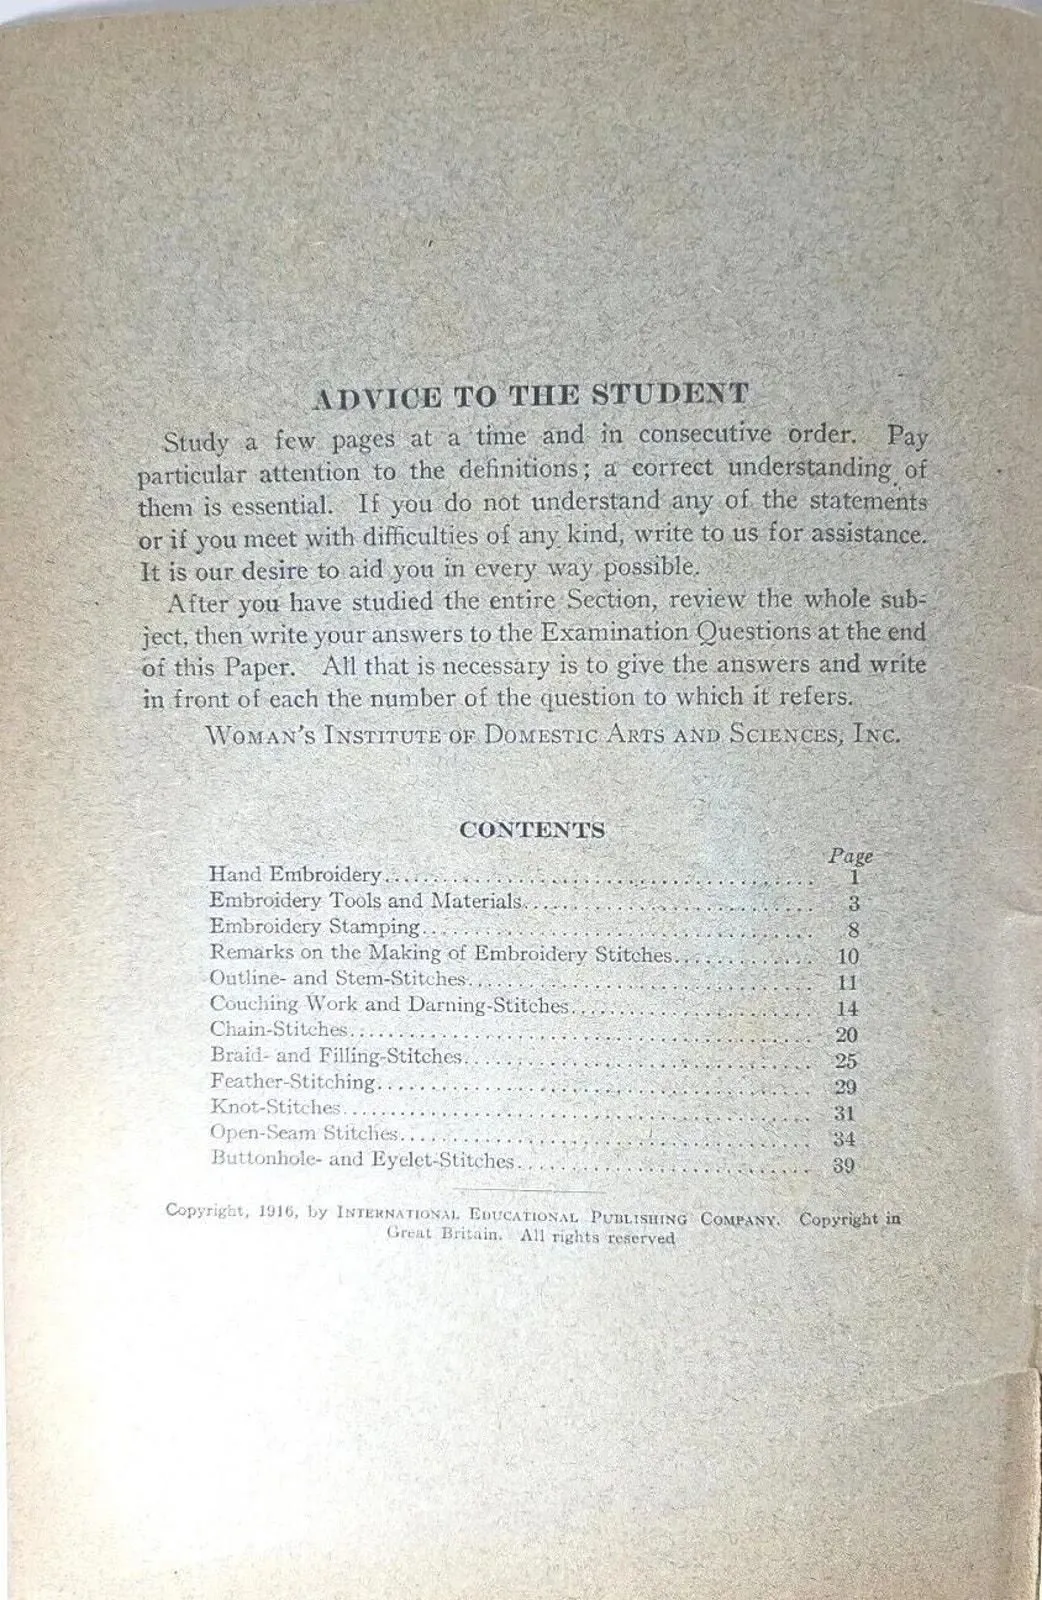 ADVICE TO THE STUDENT
Study a few pages at a time and in consecutive order. Pay
particular attention to the definitions; a correct understanding of
them is essential. If you do not understand any of the statements
or if you meet with difficulties of any kind, write to us for assistance.
It is our desire to aid you in every way possible.
After you have studied the entire Section, review the whole sub-
ject, then write your answers to the Examination Questions at the end
of this Paper. All that is necessary is to give the answers and write
in front of each the number of the question to which it refers.
WOMAN'S INSTITUTE OF DOMESTIC ARTS AND SCIENCES, INC.
CONTENTS
Page
Hand Embroidery........................................ 1
Embroidery Tools and Materials........................ 3
Embroidery Stamping.................................. 8
Remarks on the Making of Embroidery Stitches............ 10
Outline- and Stem-Stitches............................. 11
Couching Work and Darning-Stitches.................... 14
Chain-Stitches........................................ 20
Braid- and Filling-Stitches............................. 25
Feather-Stitching...................................... 29
Knot-Stitches......................................... 31
Open-Seam Stitches................................... 34
Buttonhole- and Eyelet-Stitches......................... 39
Copyright, 1916, by INTERNATIONAL EDUCATIONAL PUBLISHING COMPANY. Copyright in
Great Britain. All rights reserved